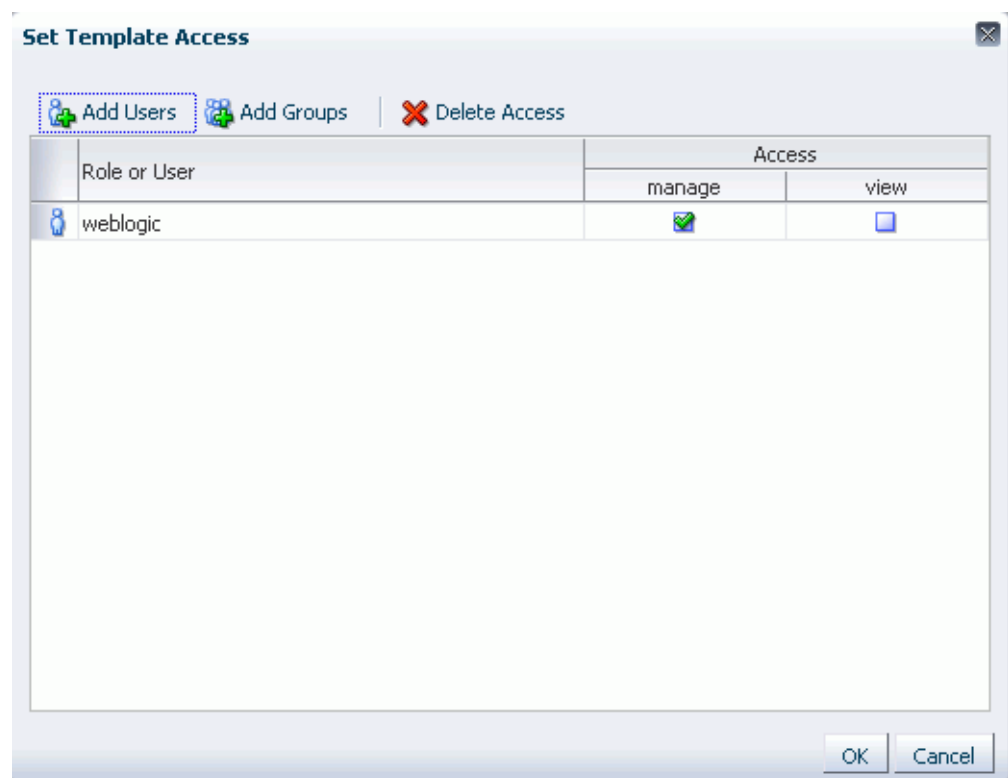 Set Template Access
Add Users Add Groups Delete Access
Role or User
Access
manage view
weblogic
OK Cancel